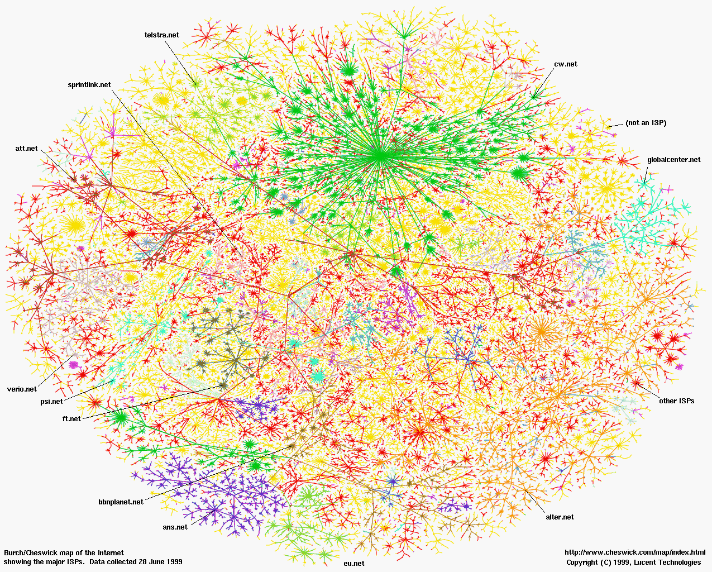 telstra.net
cw.net
sprintlink.net
(not an ISP)
att.net
globalcenter.net
verio.net
psi.net
other ISPs
ft.net
bbnplanet.net
alter.net
ans.net
eu.net
Burch/Cheswick map of the Internet
showing the major ISPs. Data collected 28 June 1999
http://www.cheswick.com/map/index.html
Copyright (C) 1999, Lucent Technologies